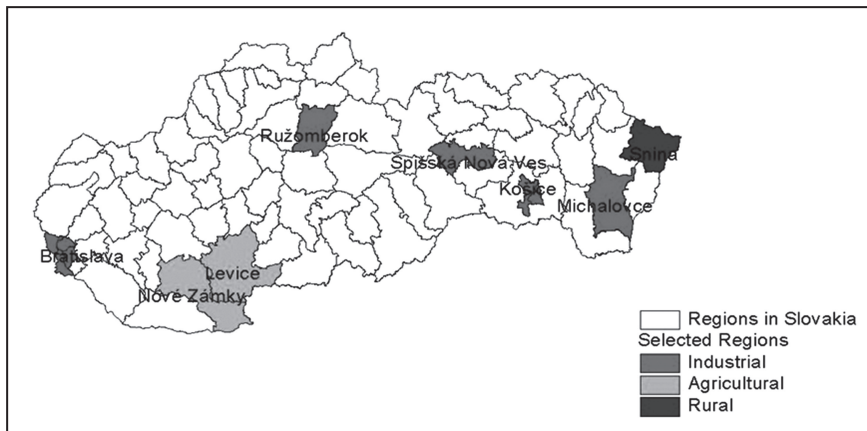 Ružomberok
Spišská Nová Ves
Snina
Košice
Michalovce
Bratislava
Levice
Nové Zámky
Regions in Slovakia
Selected Regions
Industrial
Agricultural
Rural